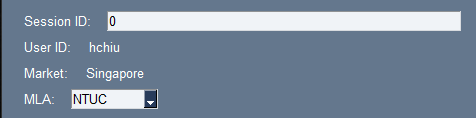 Session ID: 0
User ID: hchiu
Market: Singapore
MLA: NTUC